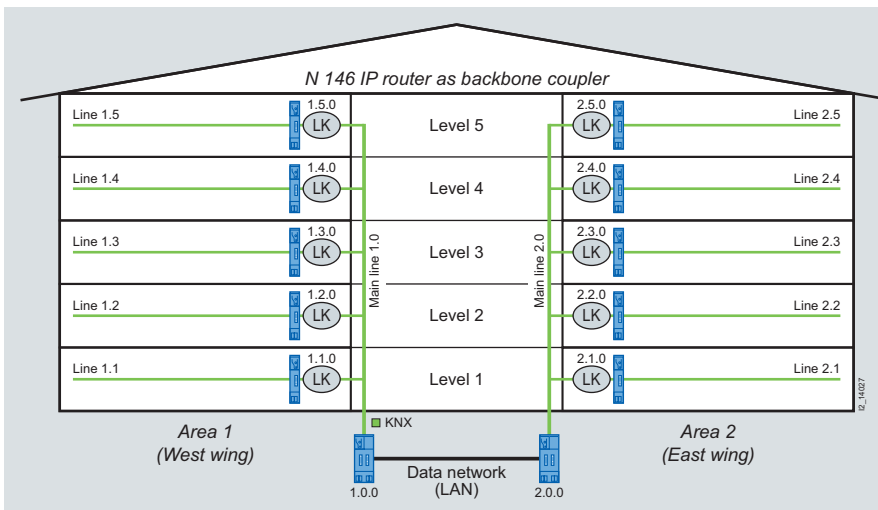 N 146 IP router as backbone coupler
Line 1.5
1.5.0
LK
Level 5
2.5.0
LK
Line 2.5
Line 1.4
1.4.0
LK
Level 4
2.4.0
LK
Line 2.4
Line 1.3
1.3.0
LK
Main line 1.0
Level 3
Main line 2.0
2.3.0
LK
Line 2.3
Line 1.2
1.2.0
LK
Level 2
2.2.0
LK
Line 2.2
Line 1.1
1.1.0
LK
Level 1
2.1.0
LK
Line 2.1
I2_14027
KNX
Area 1
(West wing)
Area 2
(East wing)
Data network
(LAN)
1.0.0
2.0.0